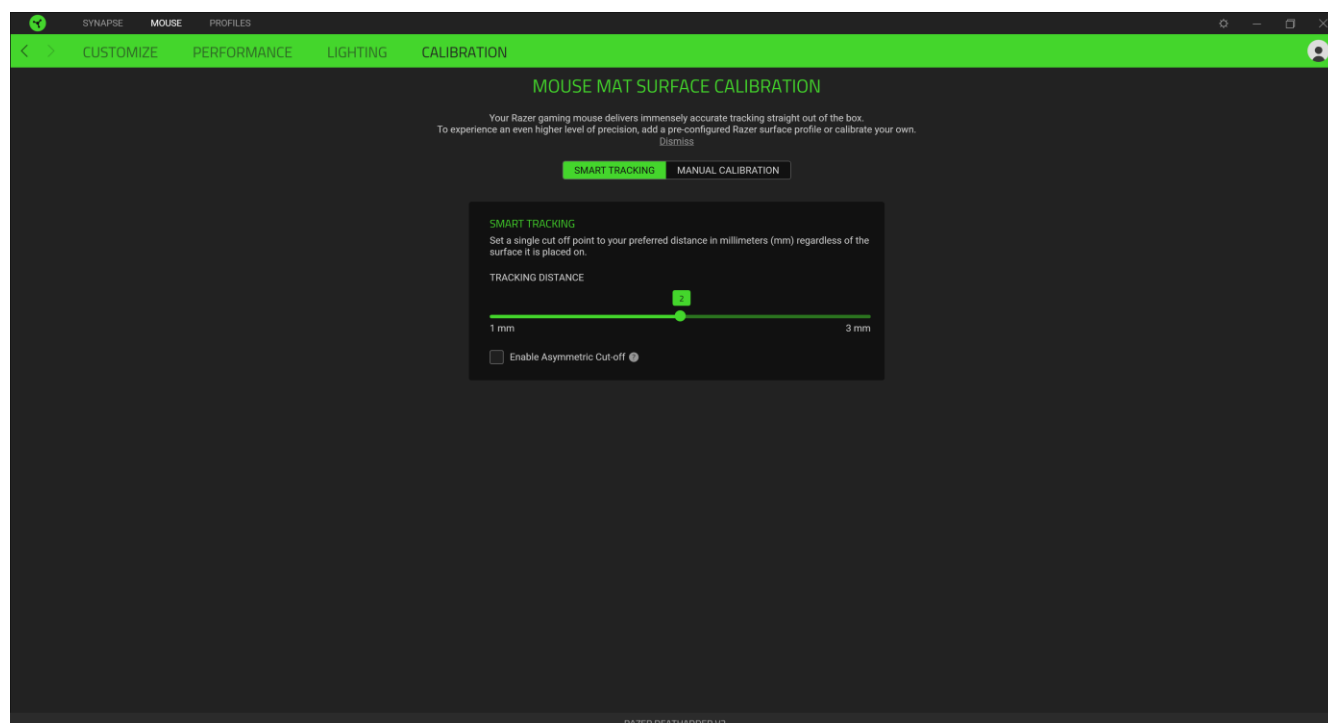 SYNAPSE MOUSE PROFILES
CUSTOMIZE PERFORMANCE LIGHTING CALIBRATION
MOUSE MAT SURFACE CALIBRATION
Your Razer gaming mouse delivers immensely accurate tracking straight out of the box.
To experience an even higher level of precision, add a pre-configured Razer surface profile or calibrate your own.
Dismiss
SMART TRACKING MANUAL CALIBRATION
SMART TRACKING
Set a single cut off point to your preferred distance in millimeters (mm) regardless of the
surface it is placed on.
TRACKING DISTANCE
2
1 mm 3 mm
Enable Asymmetric Cut-off ?
RAZER DEATHADDER V2